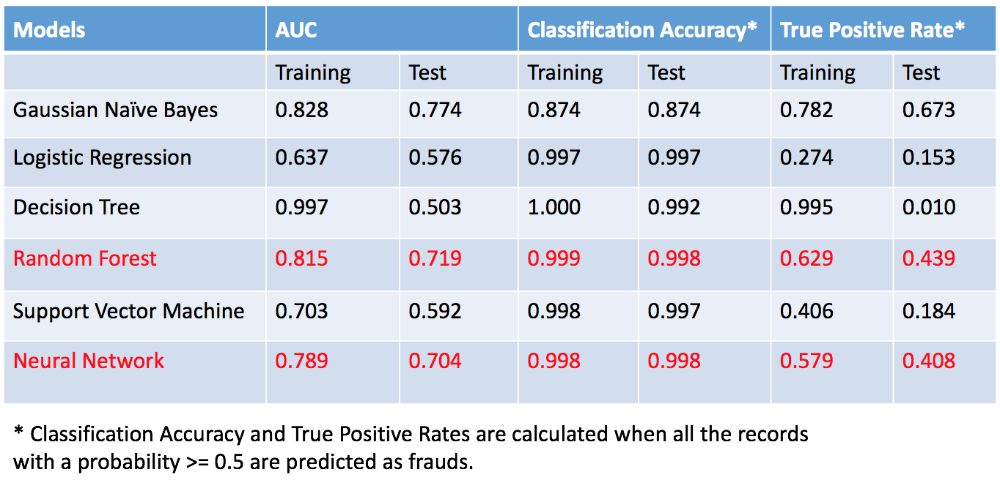 Models AUC Classification Accuracy* True Positive Rate*
Training Test Training Test Training Test
Gaussian Naïve Bayes 0.828 0.774 0.874 0.874 0.782 0.673
Logistic Regression 0.637 0.576 0.997 0.997 0.274 0.153
Decision Tree 0.997 0.503 1.000 0.992 0.995 0.010
Random Forest 0.815 0.719 0.999 0.998 0.629 0.439
Support Vector Machine 0.703 0.592 0.998 0.997 0.406 0.184
Neural Network 0.789 0.704 0.998 0.998 0.579 0.408
* Classification Accuracy and True Positive Rates are calculated when all the records
with a probability >= 0.5 are predicted as frauds.